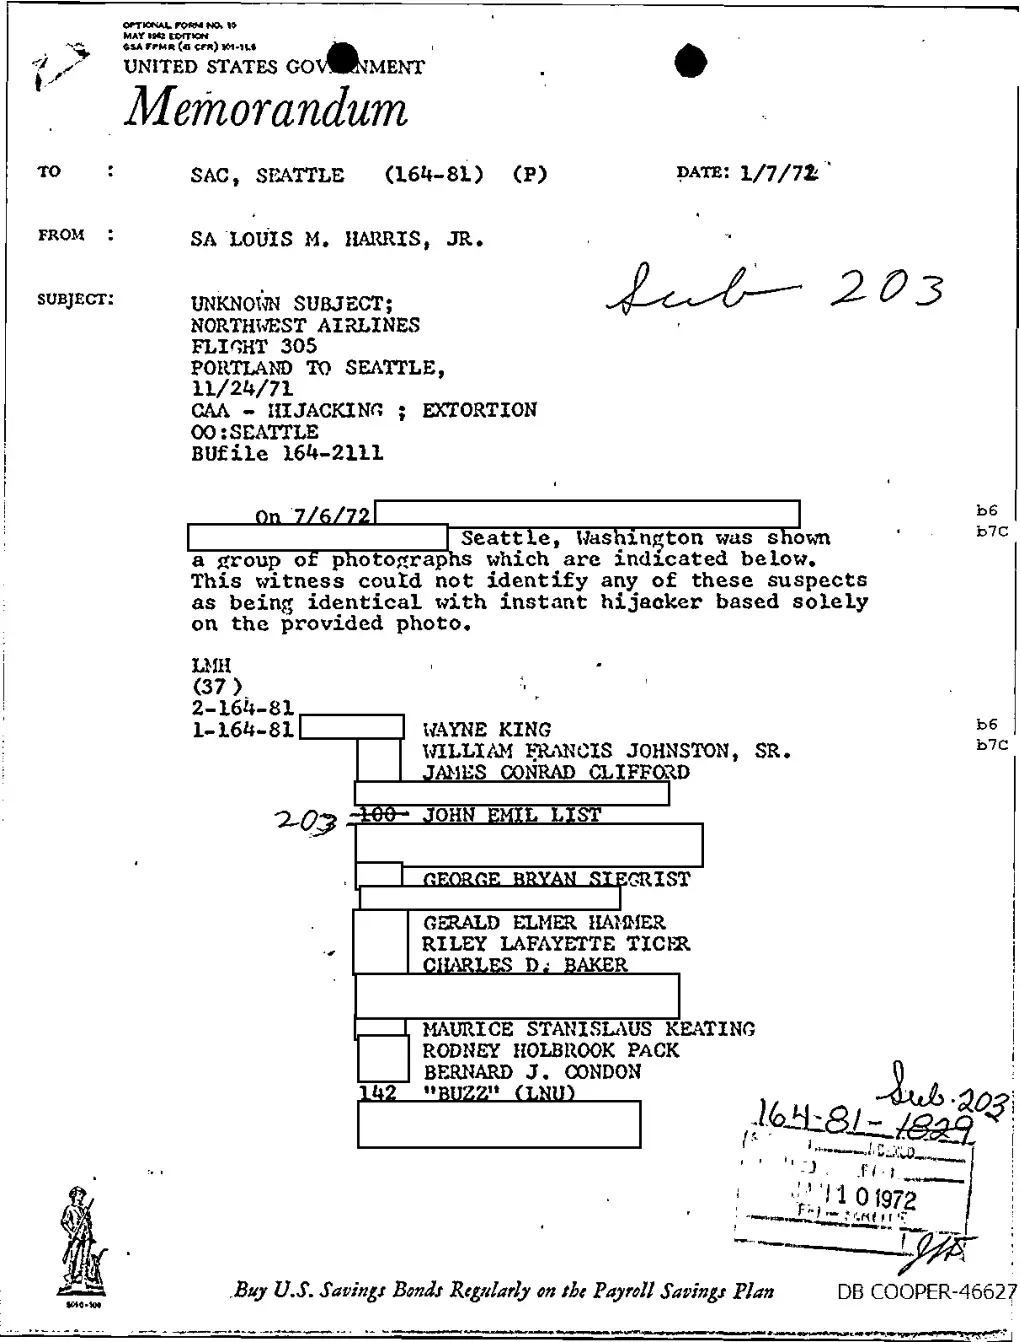 OPTIONAL FORM NO. 10
MAY 1962 EDITION
GSA FPMR (41 CFR) 101-11.6
UNITED STATES GOVERNMENT
Memorandum
TO : SAC, SEATTLE (164-81) (P) DATE: 1/7/72
FROM : SA LOUIS M. HARRIS, JR.
Sub 203
SUBJECT: UNKNOWN SUBJECT;
NORTHWEST AIRLINES
FLIGHT 305
PORTLAND TO SEATTLE,
11/24/71
CAA - HIJACKING ; EXTORTION
OO:SEATTLE
BUfile 164-2111
On 7/6/72 b6
Seattle, Washington was shown b7C
a group of photographs which are indicated below.
This witness could not identify any of these suspects
as being identical with instant hijacker based solely
on the provided photo.
LMH
(37)
2-164-81
1-164-81 WAYNE KING b6
WILLIAM FRANCIS JOHNSTON, SR. b7C
JAMES CONRAD CLIFFORD
203 100 JOHN EMIL LIST
GEORGE BRYAN SIEGRIST
GERALD ELMER HAMMER
RILEY LAFAYETTE TICER
CHARLES D. BAKER
MAURICE STANISLAUS KEATING
RODNEY HOLBROOK PACK
BERNARD J. CONDON
142 "BUZZ" (LNU)
Sub.203
164-81-1829
10 1972
5010-108
Buy U.S. Savings Bonds Regularly on the Payroll Savings Plan
DB COOPER-46627